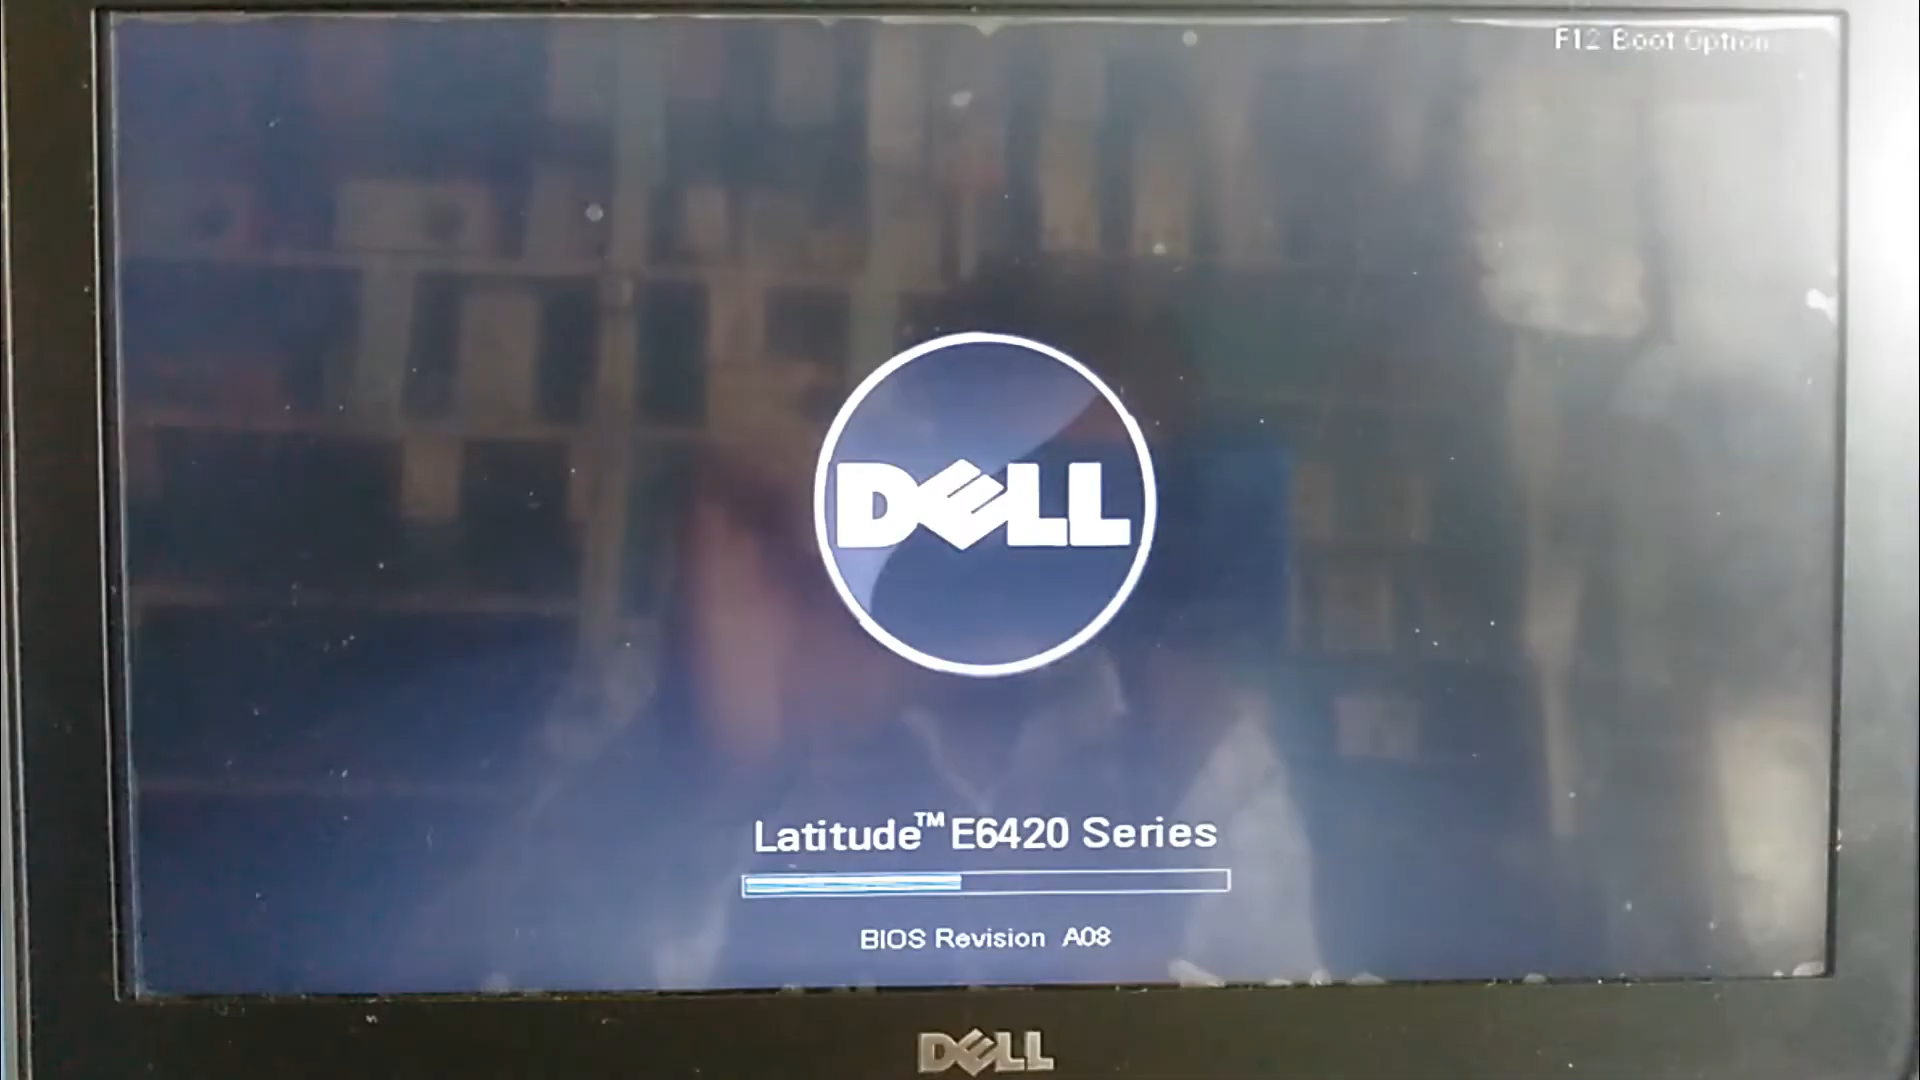 F12 Boot Option
DELL
Latitude™ E6420 Series
BIOS Revision A08
DELL